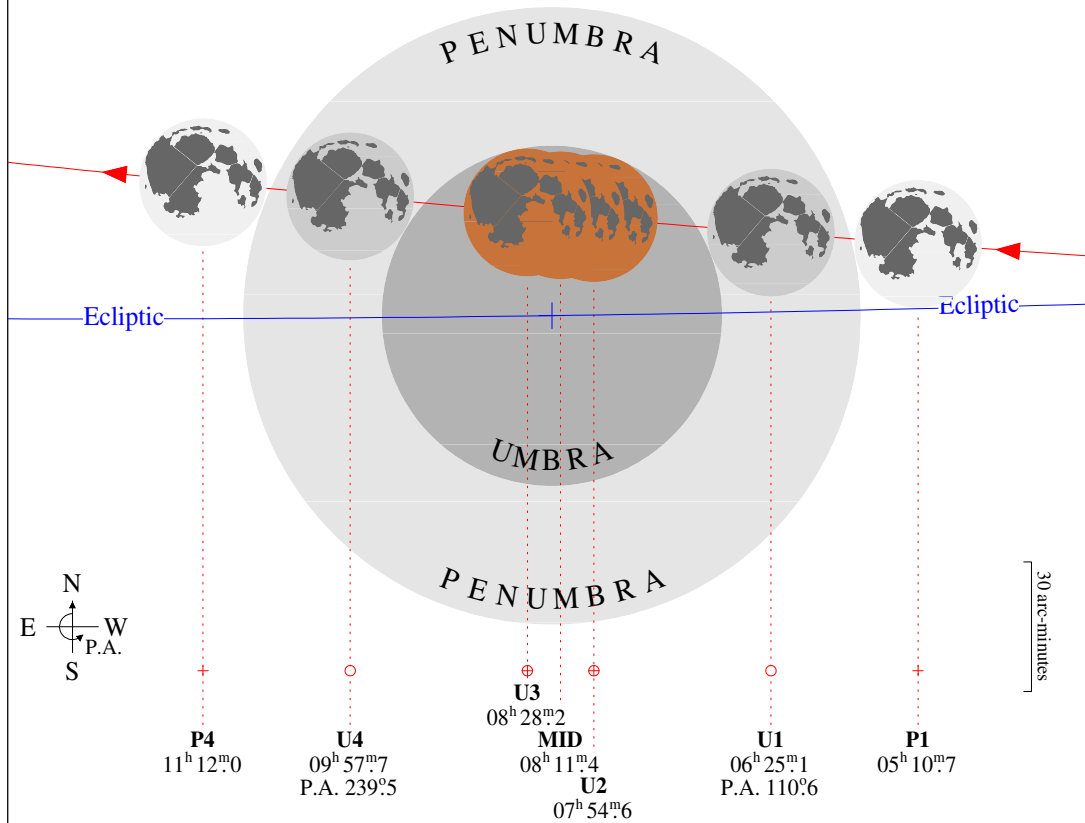 PENUMBRA
Ecliptic
Ecliptic
UMBRA
PENUMBRA
30 arc-minutes
N
E W
P.A.
S
U3
08ʰ 28ᵐ.2
P4
11ʰ 12ᵐ.0
U4
09ʰ 57ᵐ.7
P.A. 239°.5
MID
08ʰ 11ᵐ.4
U2
07ʰ 54ᵐ.6
U1
06ʰ 25ᵐ.1
P.A. 110°.6
P1
05ʰ 10ᵐ.7